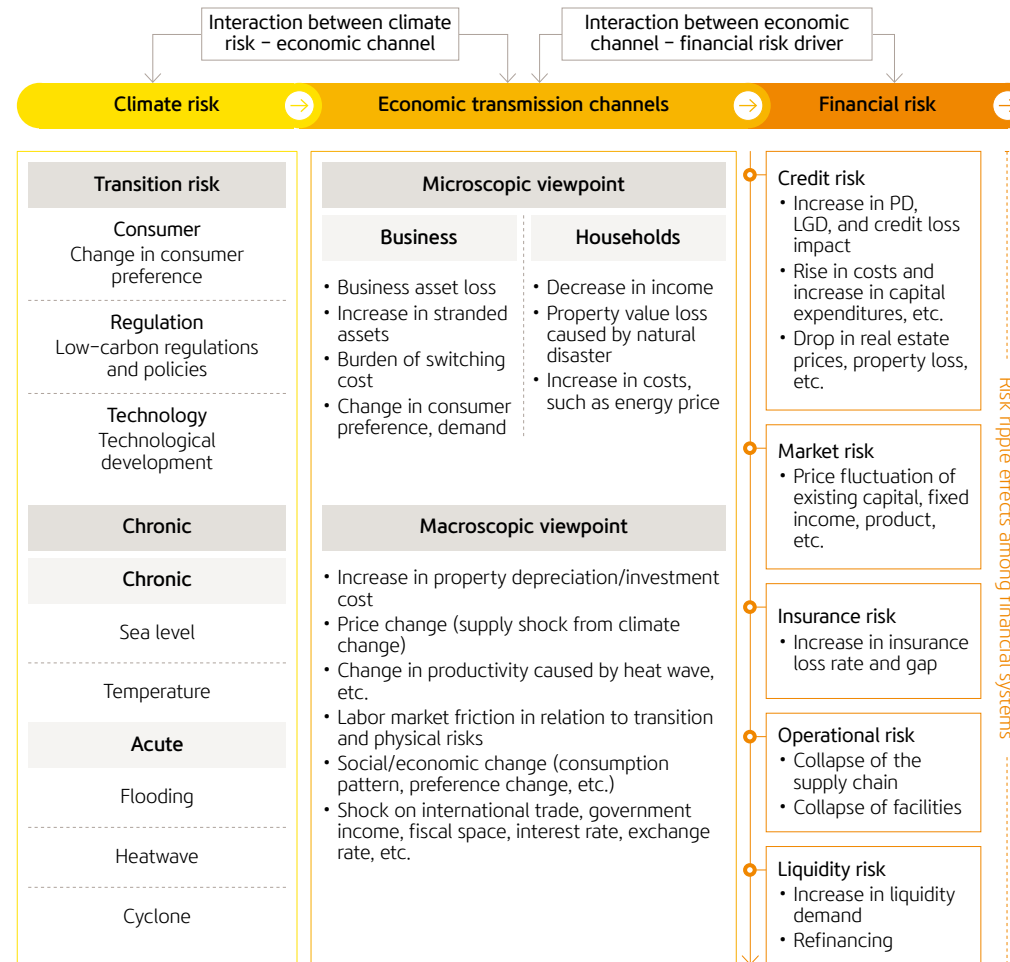 Interaction between climate
risk – economic channel
Interaction between economic
channel – financial risk driver
Climate risk
Economic transmission channels
Financial risk
Transition risk
Consumer
Change in consumer
preference
Regulation
Low-carbon regulations
and policies
Technology
Technological
development
Chronic
Chronic
Sea level
Temperature
Acute
Flooding
Heatwave
Cyclone
Microscopic viewpoint
Business
• Business asset loss
• Increase in stranded
assets
• Burden of switching
cost
• Change in consumer
preference, demand
Households
• Decrease in income
• Property value loss
caused by natural
disaster
• Increase in costs,
such as energy price
Macroscopic viewpoint
• Increase in property depreciation/investment
cost
• Price change (supply shock from climate
change)
• Change in productivity caused by heat wave,
etc.
• Labor market friction in relation to transition
and physical risks
• Social/economic change (consumption
pattern, preference change, etc.)
• Shock on international trade, government
income, fiscal space, interest rate, exchange
rate, etc.
Credit risk
• Increase in PD,
LGD, and credit loss
impact
• Rise in costs and
increase in capital
expenditures, etc.
• Drop in real estate
prices, property loss,
etc.
Market risk
• Price fluctuation of
existing capital, fixed
income, product,
etc.
Insurance risk
• Increase in insurance
loss rate and gap
Operational risk
• Collapse of the
supply chain
• Collapse of facilities
Liquidity risk
• Increase in liquidity
demand
• Refinancing
Risk ripple effects among financial systems